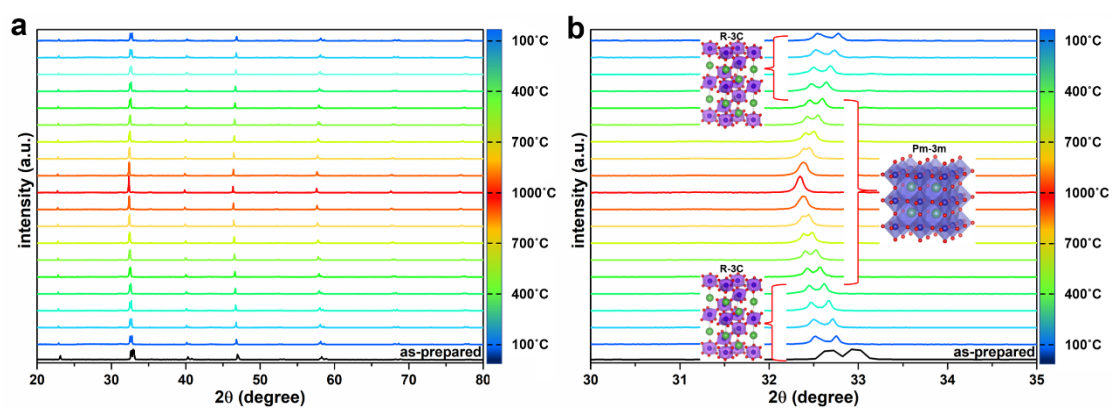 a
intensity (a.u.)
100˚C
400˚C
700˚C
1000˚C
700˚C
400˚C
100˚C
as-prepared
20 30 40 50 60 70 80
2θ (degree)
b
intensity (a.u.)
R-3C
Pm-3m
R-3C
100˚C
400˚C
700˚C
1000˚C
700˚C
400˚C
100˚C
as-prepared
30 31 32 33 34 35
2θ (degree)